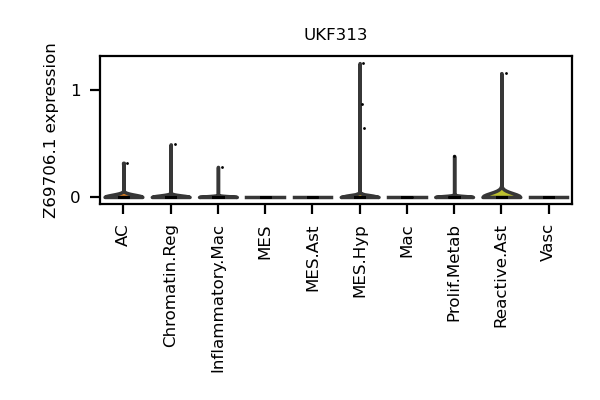 UKF313
Z69706.1 expression
1
0
AC
Chromatin.Reg
Inflammatory.Mac
MES
MES.Ast
MES.Hyp
Mac
Prolif.Metab
Reactive.Ast
Vasc